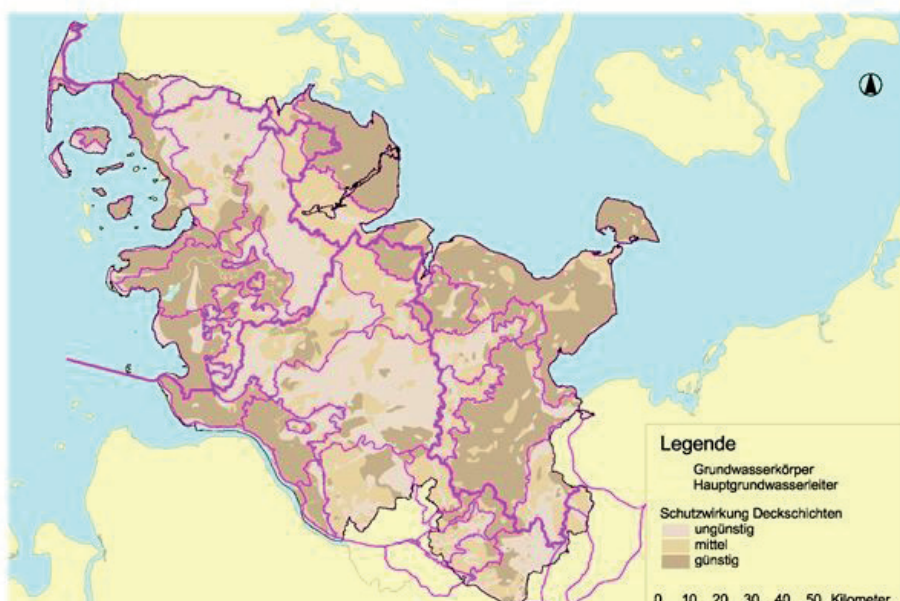 Legende
Grundwasserkörper
Hauptgrundwasserleiter
Schutzwirkung Deckschichten
ungünstig
mittel
günstig
0 10 20 30 40 50 Kilometer